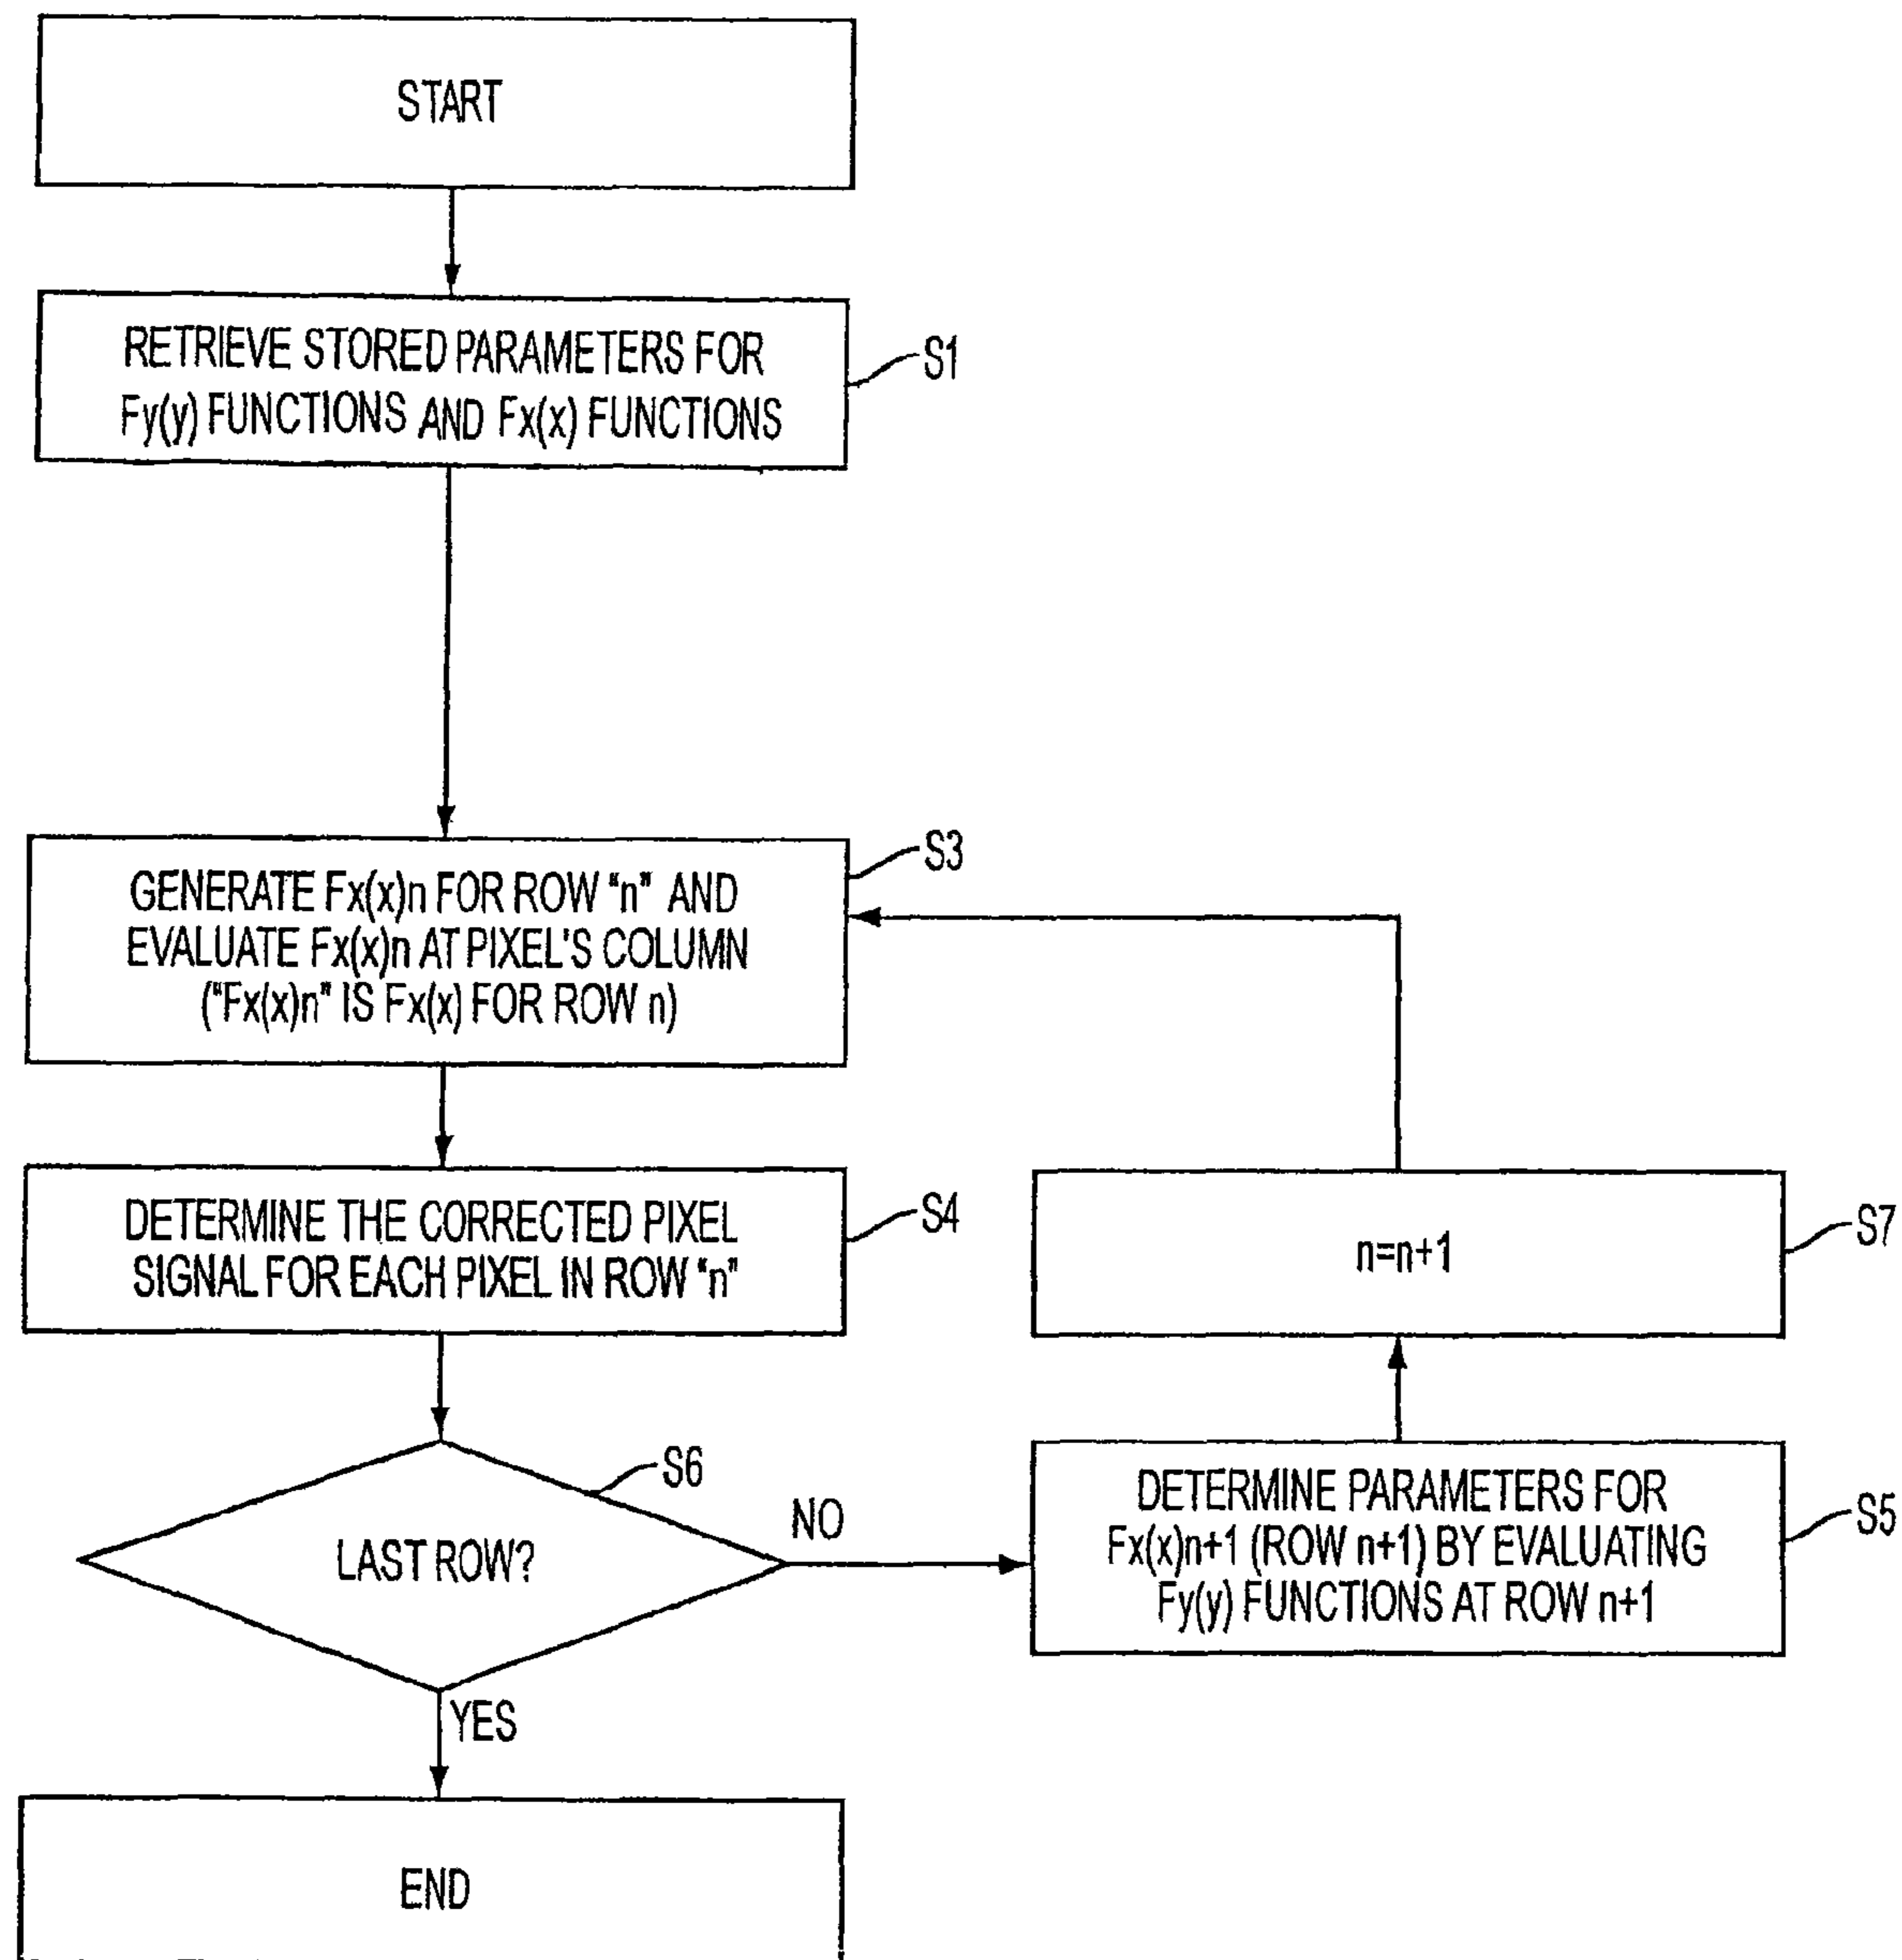 START
RETRIEVE STORED PARAMETERS FOR
Fy(y) FUNCTIONS AND Fx(x) FUNCTIONS
S1
GENERATE Fx(x)n FOR ROW "n" AND
EVALUATE Fx(x)n AT PIXEL'S COLUMN
("Fx(x)n" IS Fx(x) FOR ROW n)
S3
DETERMINE THE CORRECTED PIXEL
SIGNAL FOR EACH PIXEL IN ROW "n"
S4
n=n+1
S7
LAST ROW?
S6
NO
YES
DETERMINE PARAMETERS FOR
Fx(x)n+1 (ROW n+1) BY EVALUATING
Fy(y) FUNCTIONS AT ROW n+1
S5
END